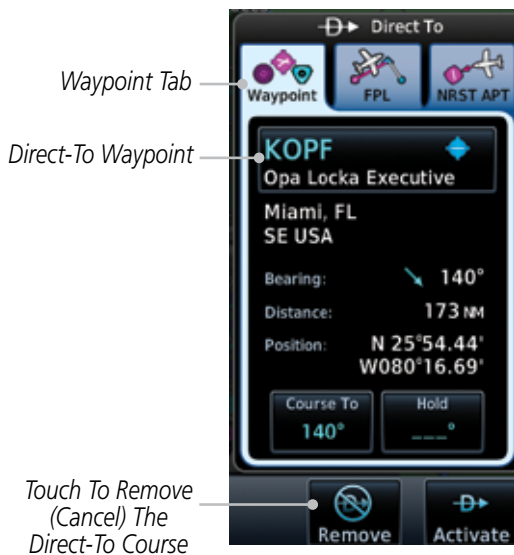 Direct To
Waypoint Tab
Waypoint
FPL
NRST APT
Direct-To Waypoint
KOPF
Opa Locka Executive
Miami, FL
SE USA
Bearing: 140°
Distance: 173 NM
Position: N 25°54.44'
W080°16.69'
Course To
140°
Hold
___°
Touch To Remove
(Cancel) The
Direct-To Course
Remove
Activate